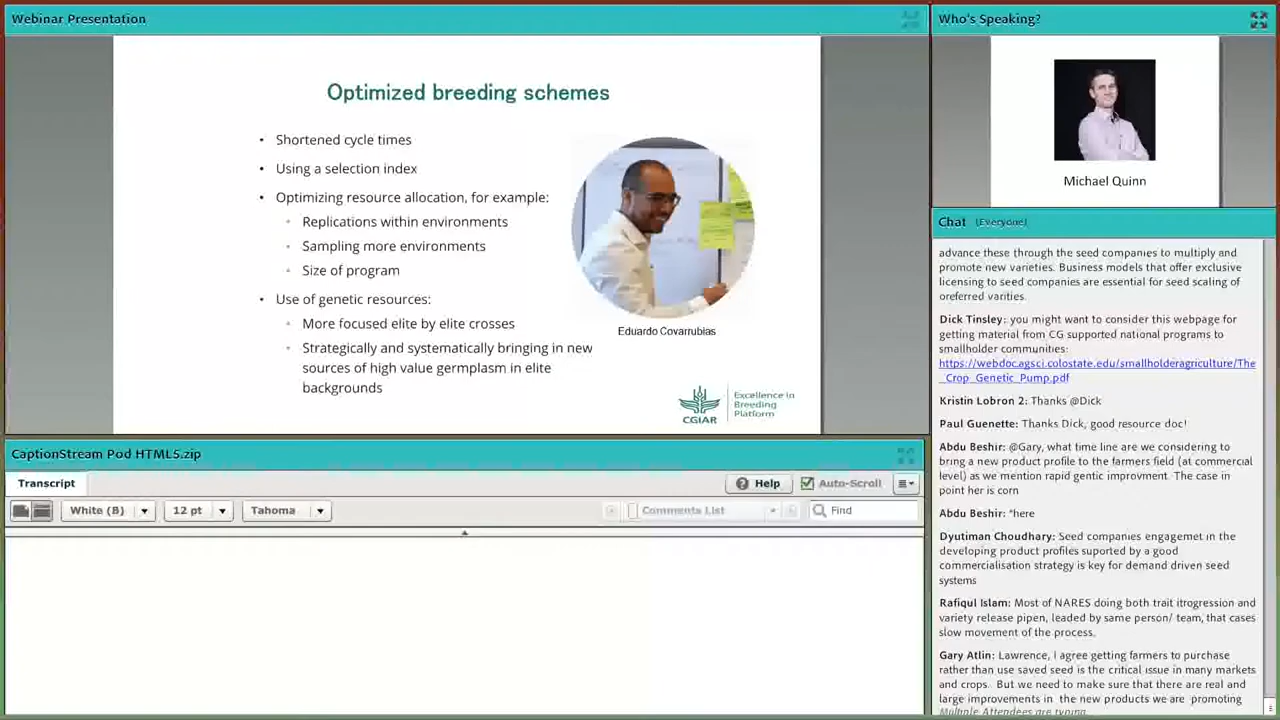 Webinar Presentation
Optimized breeding schemes
• Shortened cycle times
• Using a selection index
• Optimizing resource allocation, for example:
• Replications within environments
• Sampling more environments
• Size of program
• Use of genetic resources:
• More focused elite by elite crosses
• Strategically and systematically bringing in new
sources of high value germplasm in elite
backgrounds
Eduardo Covarrubias
CGIAR
Excellence in
Breeding
Platform
CaptionStream Pod HTML5.zip
Transcript
Help
Auto-Scroll
White (B)
12 pt
Tahoma
Comments List
Find
Who's Speaking?
Michael Quinn
Chat (Everyone)
advance these through the seed companies to multiply and
promote new varieties. Business models that offer exclusive
licensing to seed companies are essential for seed scaling of
oreferred varities.
Dick Tinsley: you might want to consider this webpage for
getting material from CG supported national programs to
smallholder communities:
https://webdoc.agsci.colostate.edu/smallholderagriculture/The
_Crop_Genetic_Pump.pdf
Kristin Lobron 2: Thanks @Dick
Paul Guenette: Thanks Dick, good resource doc!
Abdu Beshir: @Gary, what time line are we considering to
bring a new product profile to the farmers field (at commercial
level) as we mention rapid gentic improvment. The case in
point her is corn
Abdu Beshir: *here
Dyutiman Choudhary: Seed companies engagemet in the
developing product profiles suported by a good
commercialisation strategy is key for demand driven seed
systems
Rafiqul Islam: Most of NARES doing both trait itrogression and
variety release pipen, leaded by same person/ team, that cases
slow movement of the process.
Gary Atlin: Lawrence, I agree getting farmers to purchase
rather than use saved seed is the critical issue in many markets
and crops. But we need to make sure that there are real and
large improvements in the new products we are promoting
Multiple Attendees are typing